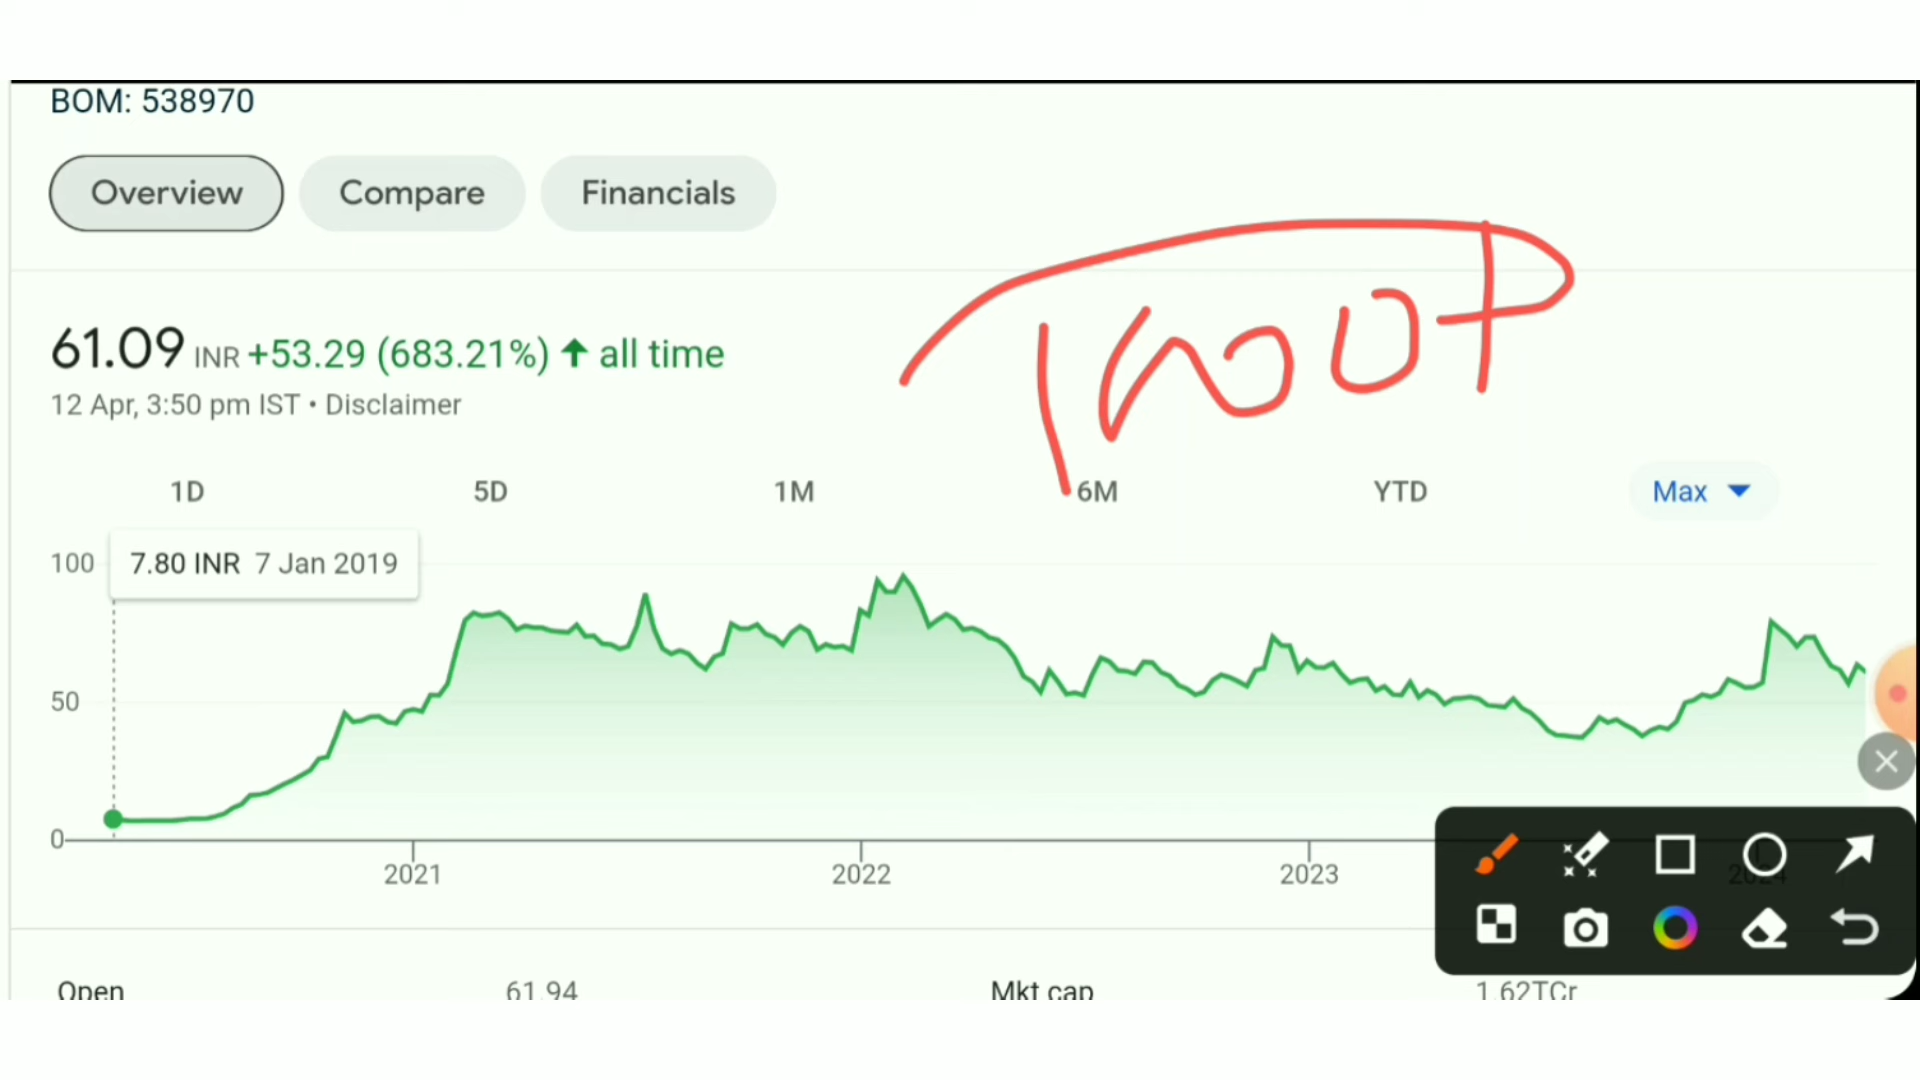 BOM: 538970
Overview Compare Financials
61.09 INR +53.29 (683.21%) ↑ all time
12 Apr, 3:50 pm IST • Disclaimer
1D 5D 1M 6M YTD Max
100 7.80 INR 7 Jan 2019
50
0
2021 2022 2023 2024
Open 61.94 Mkt cap 1.62TCr